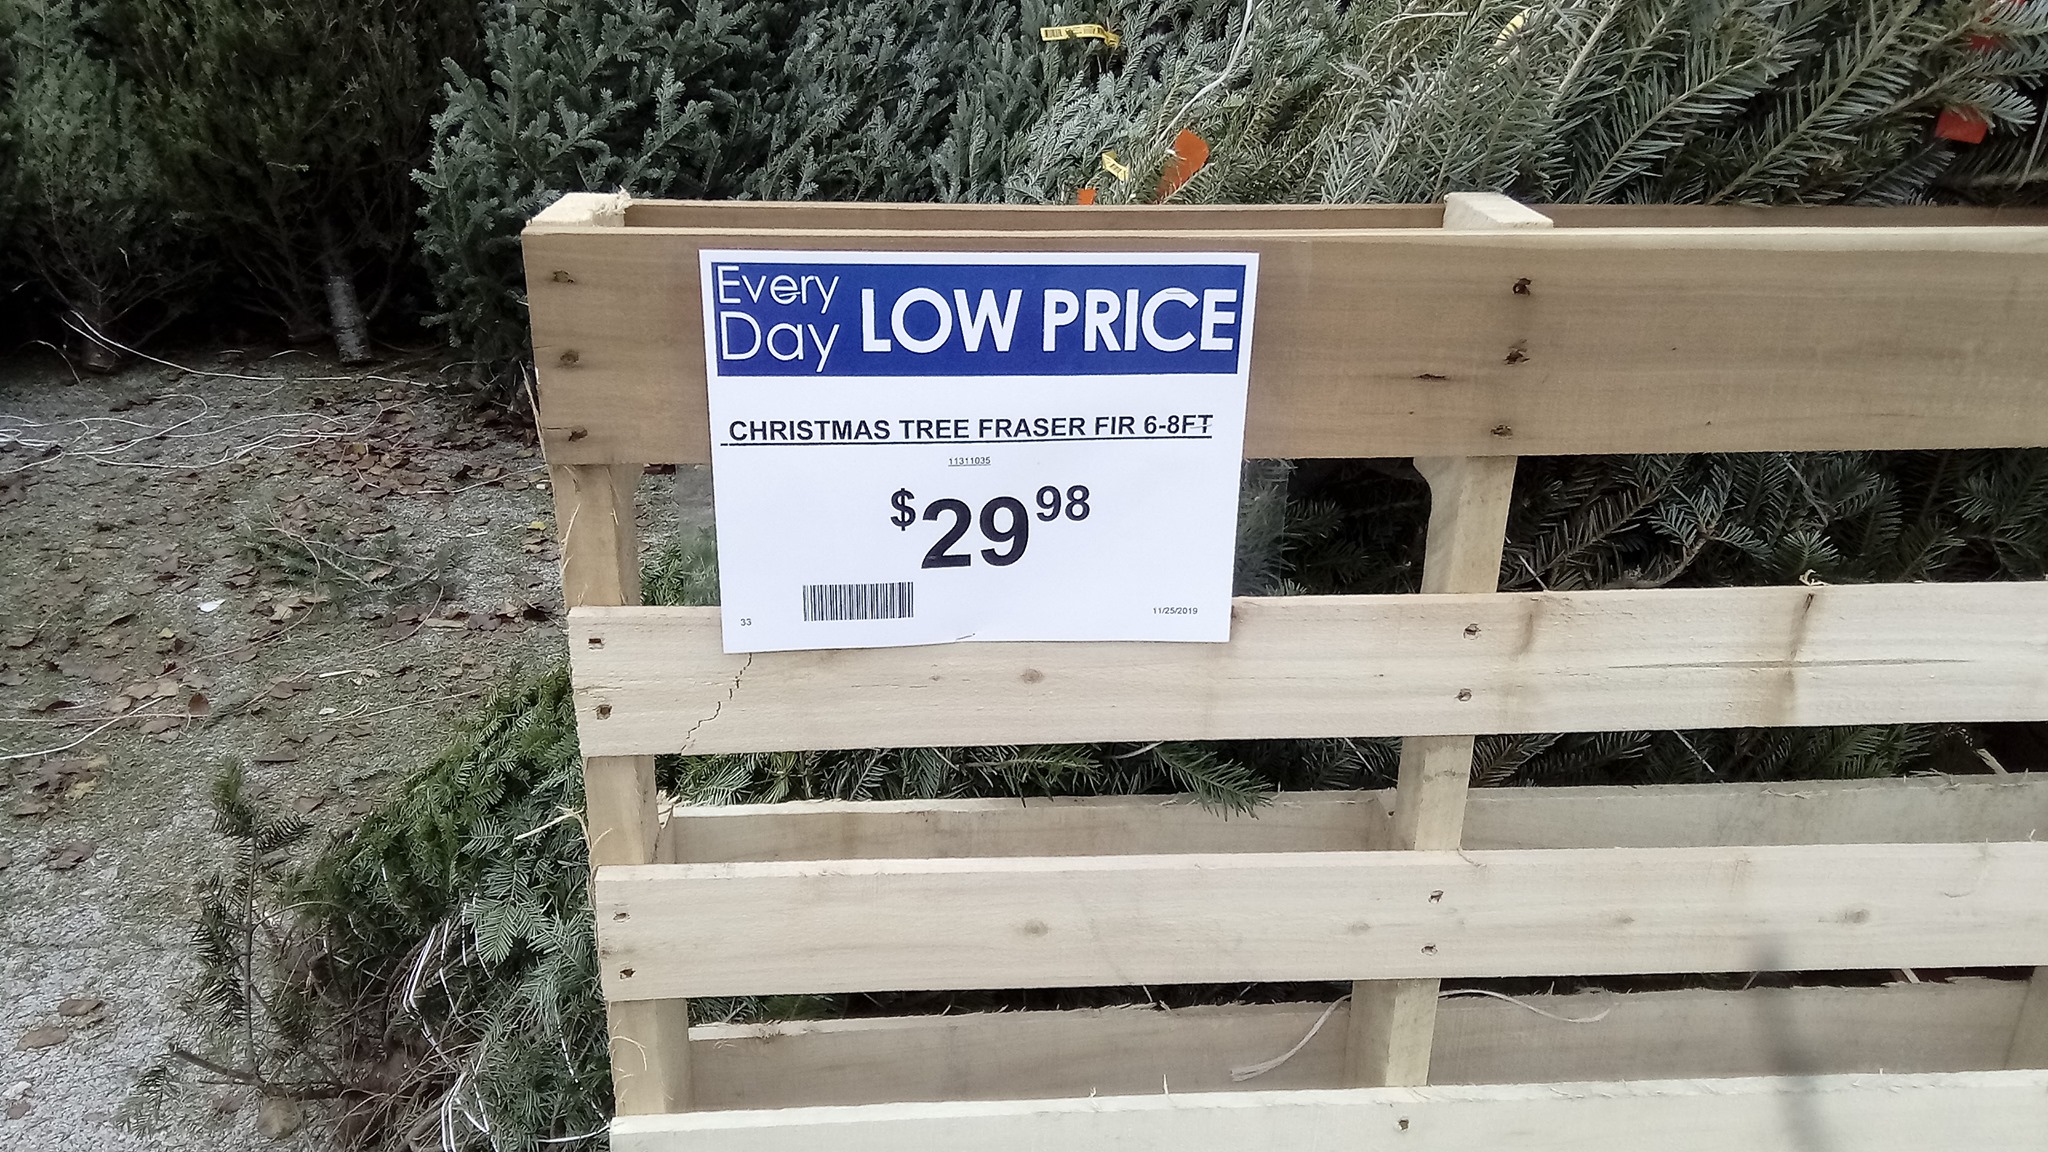 Every Day LOW PRICE
CHRISTMAS TREE FRASER FIR 6-8FT
11311035
$29 98
33
11/25/2019